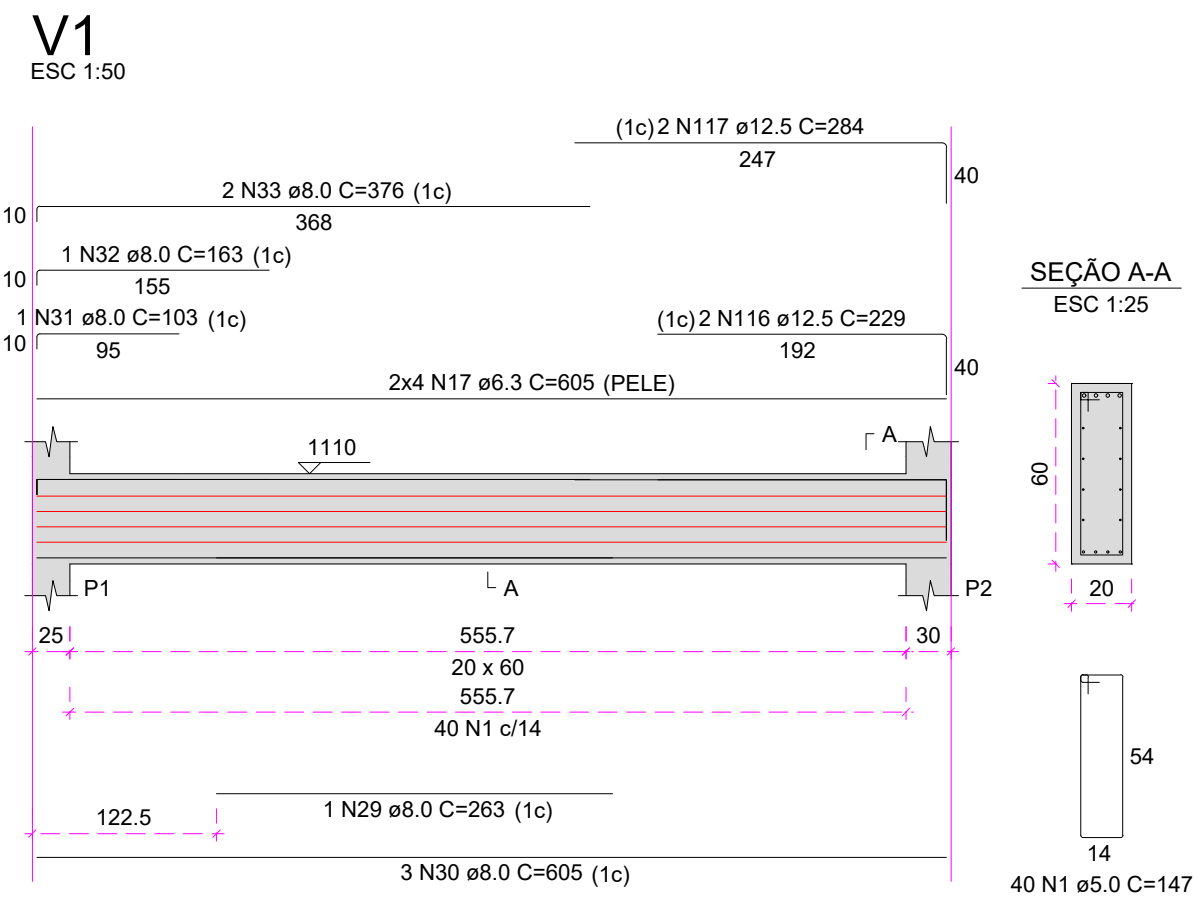 V1
ESC 1:50
(1c) 2 N117 ø12.5 C=284
247
40
2 N33 ø8.0 C=376 (1c)
10
368
1 N32 ø8.0 C=163 (1c)
10
155
SEÇÃO A-A
ESC 1:25
1 N31 ø8.0 C=103 (1c)
10
95
(1c) 2 N116 ø12.5 C=229
192
40
2x4 N17 ø6.3 C=605 (PELE)
1110
A
60
P1
A
P2
20
25
555.7
30
20 x 60
555.7
40 N1 c/14
54
1 N29 ø8.0 C=263 (1c)
122.5
14
3 N30 ø8.0 C=605 (1c)
40 N1 ø5.0 C=147